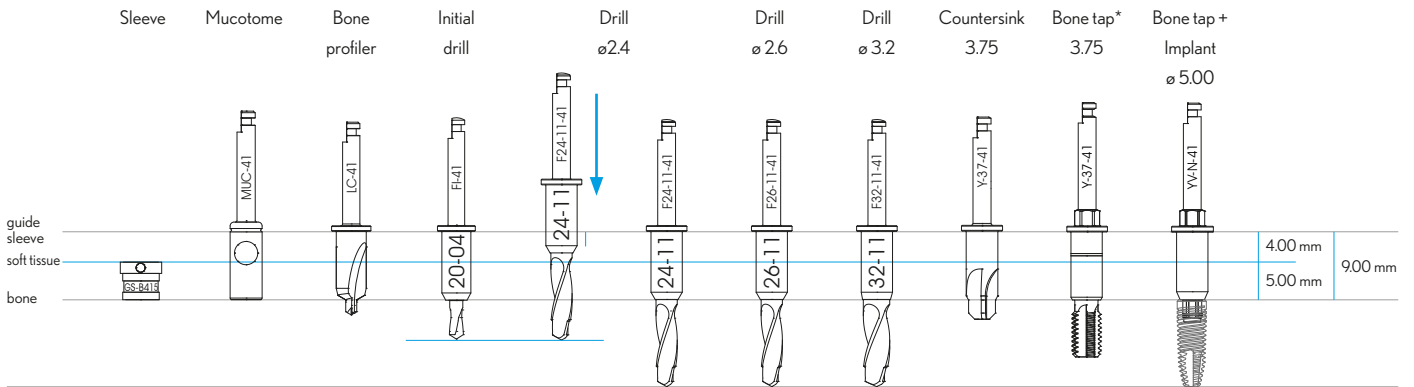 Sleeve
Mucotome
Bone
profiler
Initial
drill
Drill
ø2.4
Drill
ø 2.6
Drill
ø 3.2
Countersink
3.75
Bone tap*
3.75
Bone tap +
Implant
ø 5.00
MUC-41
LC-41
FI-41
F24-11-41
F24-11-41
F26-11-41
F32-11-41
Y-37-41
Y-37-41
YV-N-41
guide
sleeve
soft tissue
bone
GS-B415
20-04
24-11
24-11
26-11
32-11
4.00 mm
5.00 mm
9.00 mm